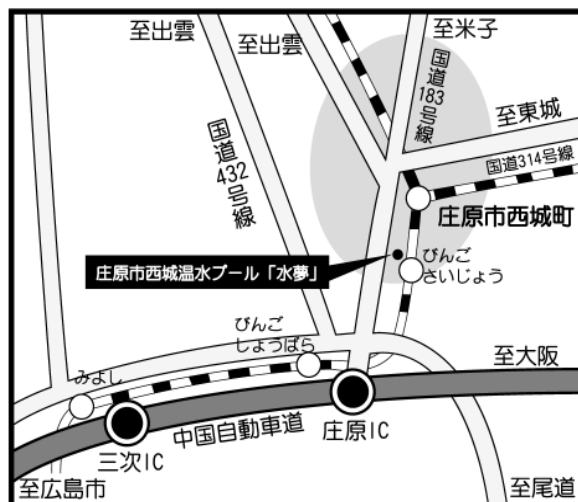 至出雲
至出雲
至米子
国道183号線
至東城
国道314号線
国道432号線
庄原市西城町
庄原市西城温水プール「水夢」
びんご
さいじょう
びんご
しょうばら
至大阪
みよし
中国自動車道
庄原IC
三次IC
至広島市
至尾道